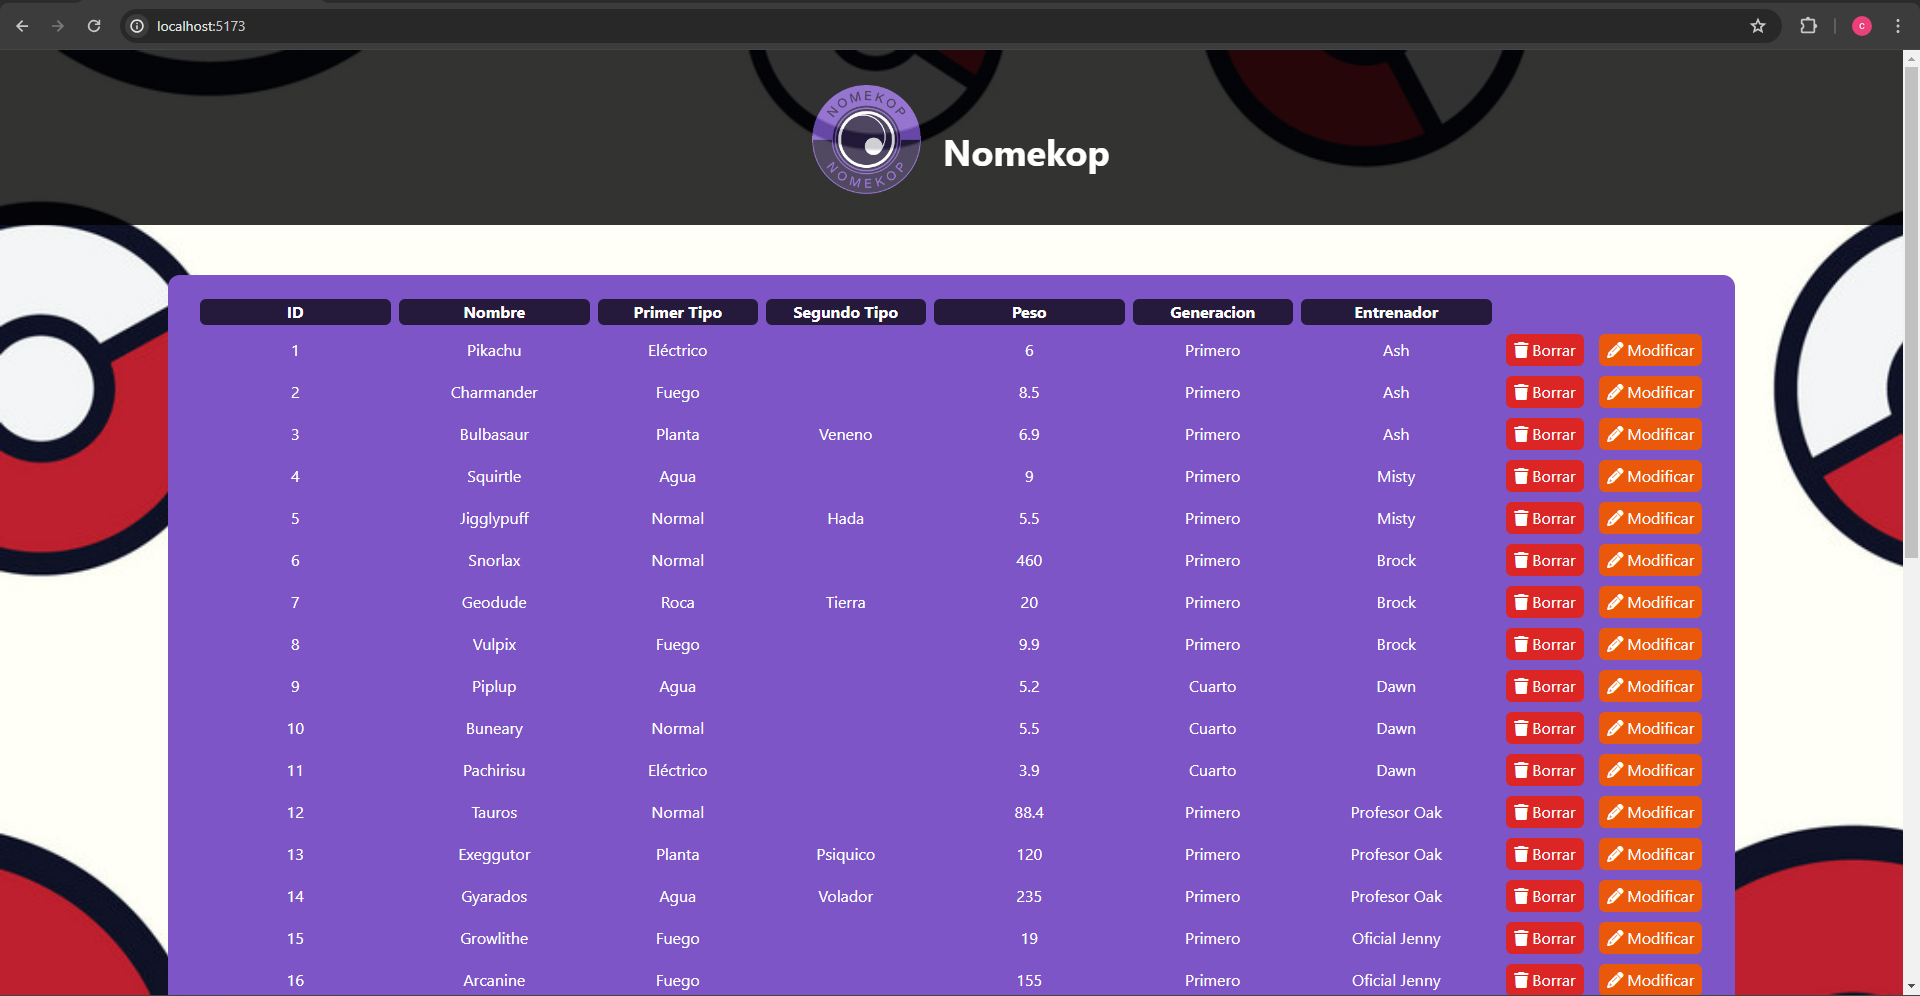 localhost:5173
C
NOMEKOP
NOMEKOP
Nomekop
ID Nombre Primer Tipo Segundo Tipo Peso Generacion Entrenador
1 Pikachu Eléctrico 6 Primero Ash Borrar Modificar
2 Charmander Fuego 8.5 Primero Ash Borrar Modificar
3 Bulbasaur Planta Veneno 6.9 Primero Ash Borrar Modificar
4 Squirtle Agua 9 Primero Misty Borrar Modificar
5 Jigglypuff Normal Hada 5.5 Primero Misty Borrar Modificar
6 Snorlax Normal 460 Primero Brock Borrar Modificar
7 Geodude Roca Tierra 20 Primero Brock Borrar Modificar
8 Vulpix Fuego 9.9 Primero Brock Borrar Modificar
9 Piplup Agua 5.2 Cuarto Dawn Borrar Modificar
10 Buneary Normal 5.5 Cuarto Dawn Borrar Modificar
11 Pachirisu Eléctrico 3.9 Cuarto Dawn Borrar Modificar
12 Tauros Normal 88.4 Primero Profesor Oak Borrar Modificar
13 Exeggutor Planta Psiquico 120 Primero Profesor Oak Borrar Modificar
14 Gyarados Agua Volador 235 Primero Profesor Oak Borrar Modificar
15 Growlithe Fuego 19 Primero Oficial Jenny Borrar Modificar
16 Arcanine Fuego 155 Primero Oficial Jenny Borrar Modificar